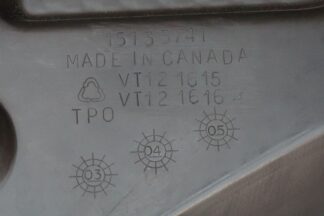 15135741
MADE IN CANADA
VT12 1615
VT12 1616
TPO
03 04 05